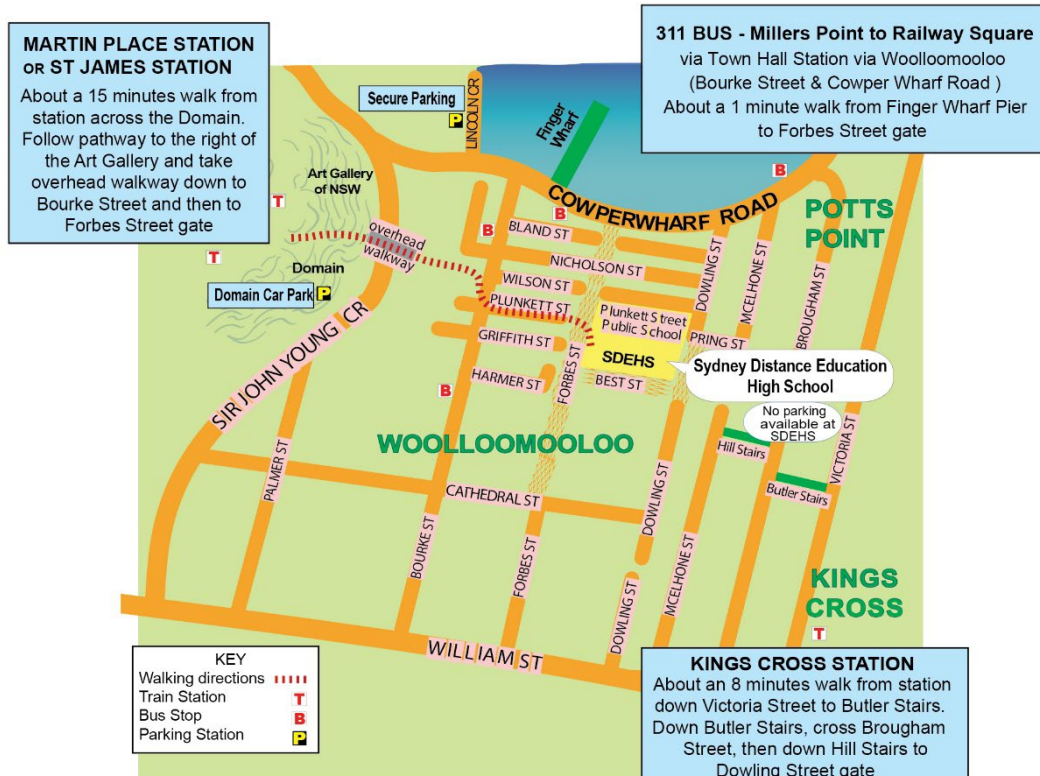 MARTIN PLACE STATION
OR ST JAMES STATION
About a 15 minutes walk from
station across the Domain.
Follow pathway to the right of
the Art Gallery and take
overhead walkway down to
Bourke Street and then to
Forbes Street gate
311 BUS - Millers Point to Railway Square
via Town Hall Station via Woolloomooloo
(Bourke Street & Cowper Wharf Road )
About a 1 minute walk from Finger Wharf Pier
to Forbes Street gate
Secure Parking
P
LINCOLN CR
Finger
Wharf
Art Gallery
of NSW
T
T
B
B
B
B
COWPERWHARF ROAD
POTTS
POINT
overhead
walkway
Domain
Domain Car Park
P
BLAND ST
NICHOLSON ST
WILSON ST
PLUNKETT ST
GRIFFITH ST
HARMER ST
FORBES ST
Plunkett Street
Public School
SDEHS
BEST ST
DOWLING ST
PRING ST
MCELHONE ST
BROUGHAM ST
Sydney Distance Education
High School
No parking
available at
SDEHS
Hill Stairs
Butler Stairs
VICTORIA ST
SIR JOHN YOUNG CR
WOOLLOOMOOLOO
PALMER ST
CATHEDRAL ST
BOURKE ST
FORBES ST
DOWLING ST
DOWLING ST
MCELHONE ST
KINGS
CROSS
T
WILLIAM ST
KEY
Walking directions
Train Station T
Bus Stop B
Parking Station P
KINGS CROSS STATION
About an 8 minutes walk from station
down Victoria Street to Butler Stairs.
Down Butler Stairs, cross Brougham
Street, then down Hill Stairs to
Dowling Street gate